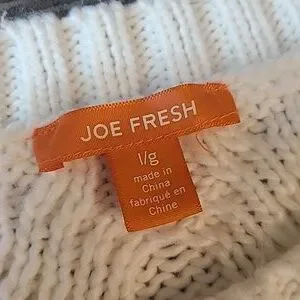 JOE FRESH
l/g
made in
China
fabriqué en
Chine